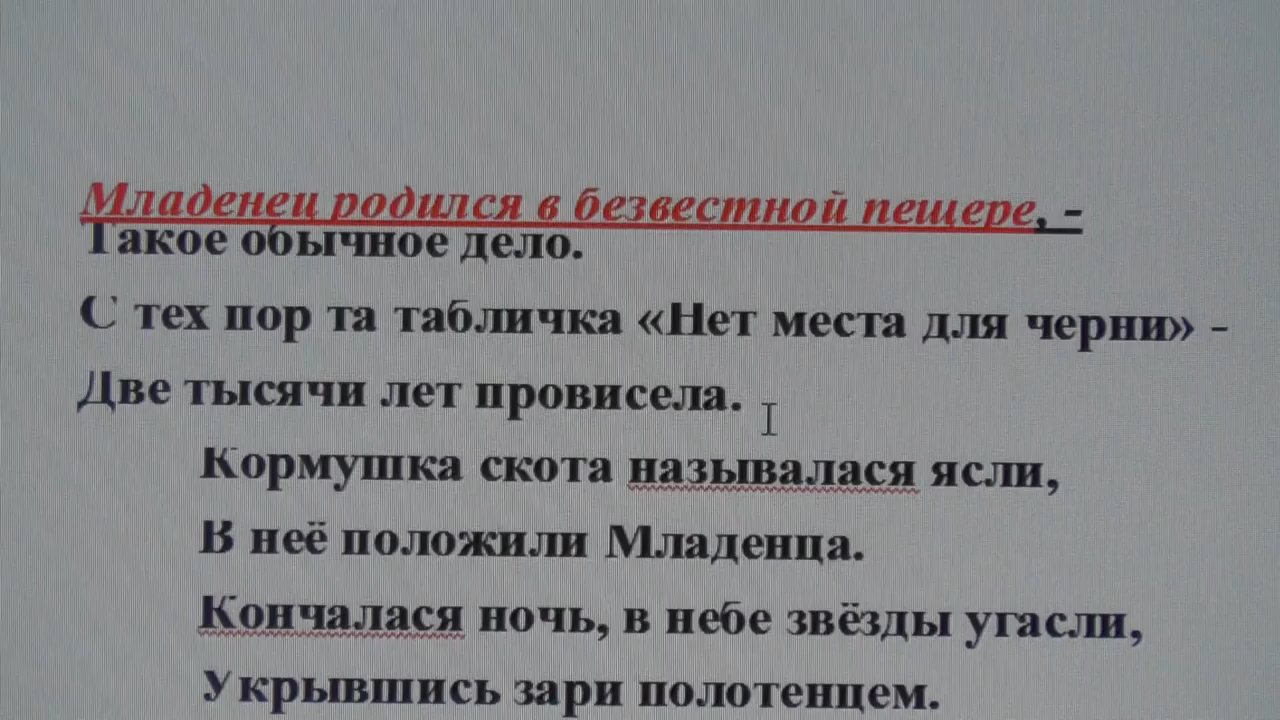 Младенец родился в безвестной пещере, -
Такое обычное дело.
С тех пор та табличка «Нет места для черни» -
Две тысячи лет провисела.
Кормушка скота называлася ясли,
В неё положили Младенца.
Кончалася ночь, в небе звёзды угасли,
Укрывшись зари полотенцем.